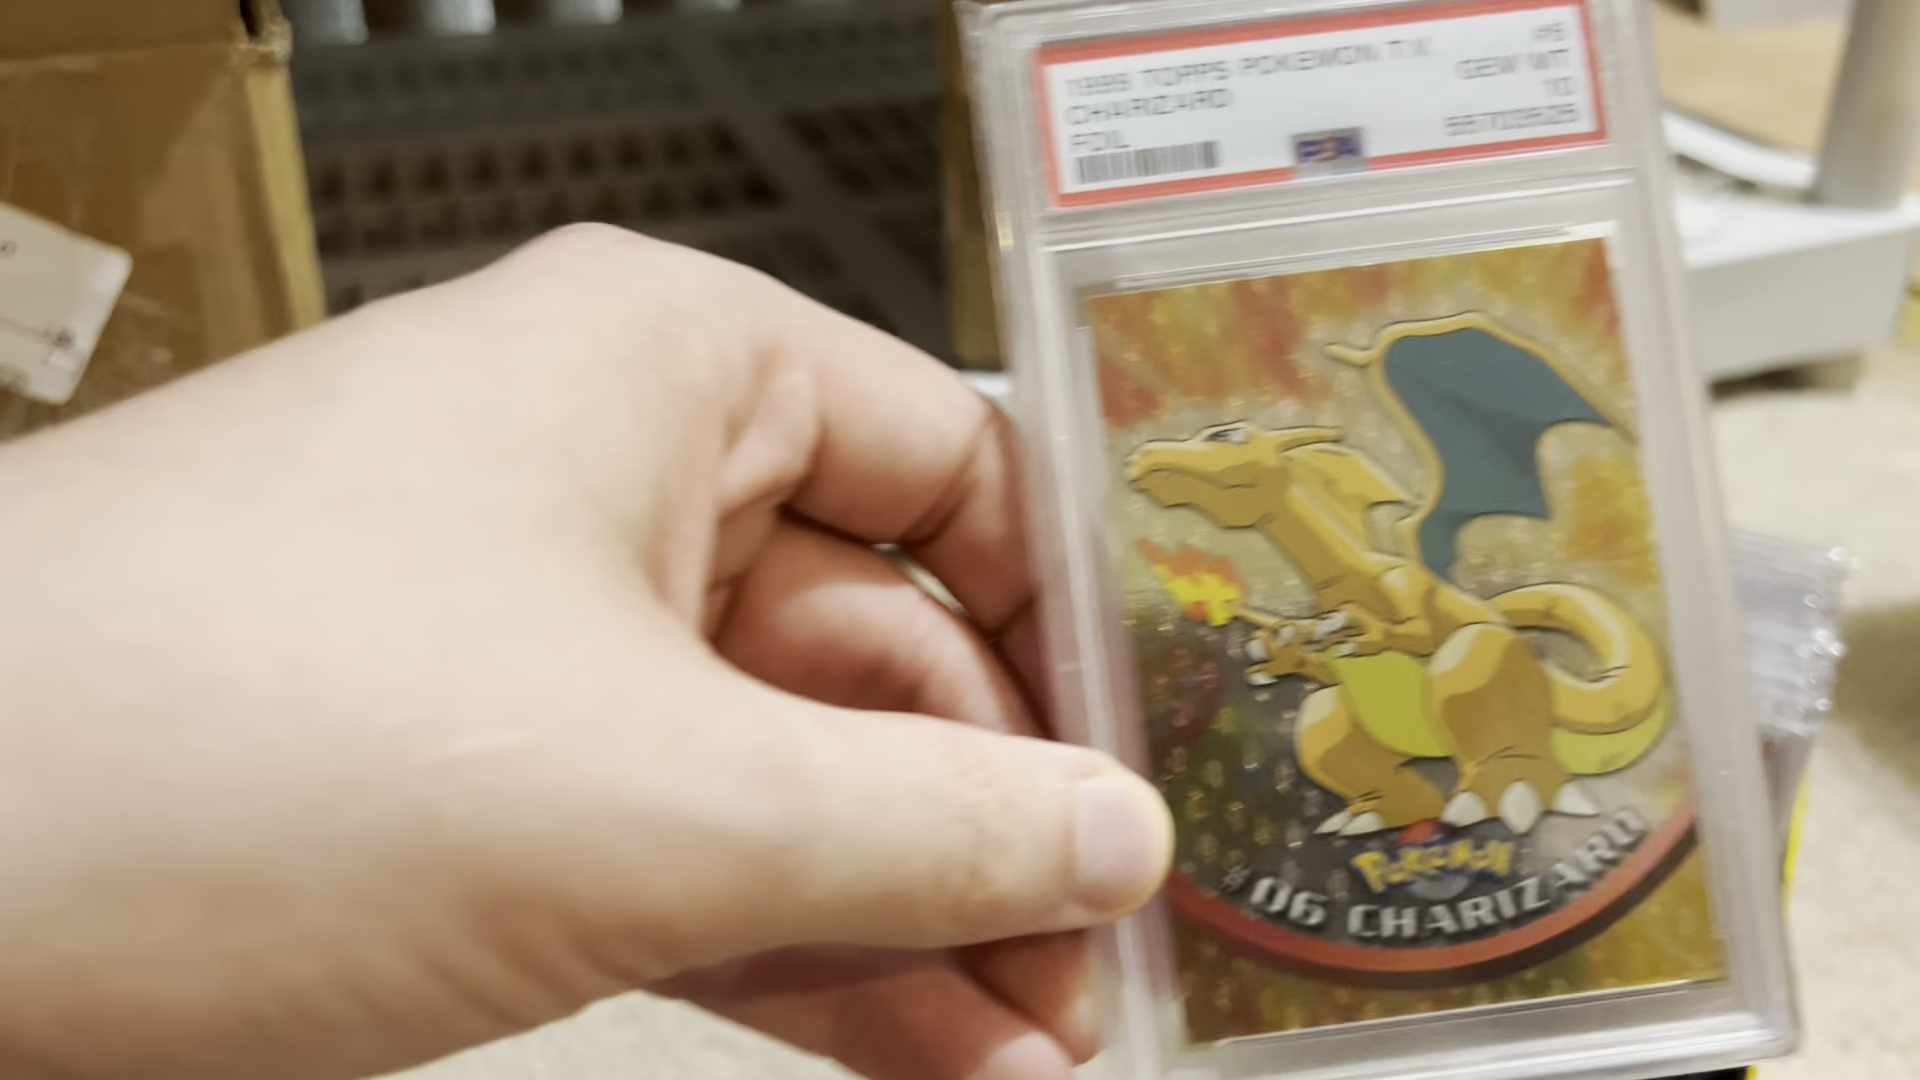 1999 TOPPS POKEMON T.V. #6
CHARIZARD GEM MT
FOIL 10
PSA
POKéMON
06 CHARIZARD